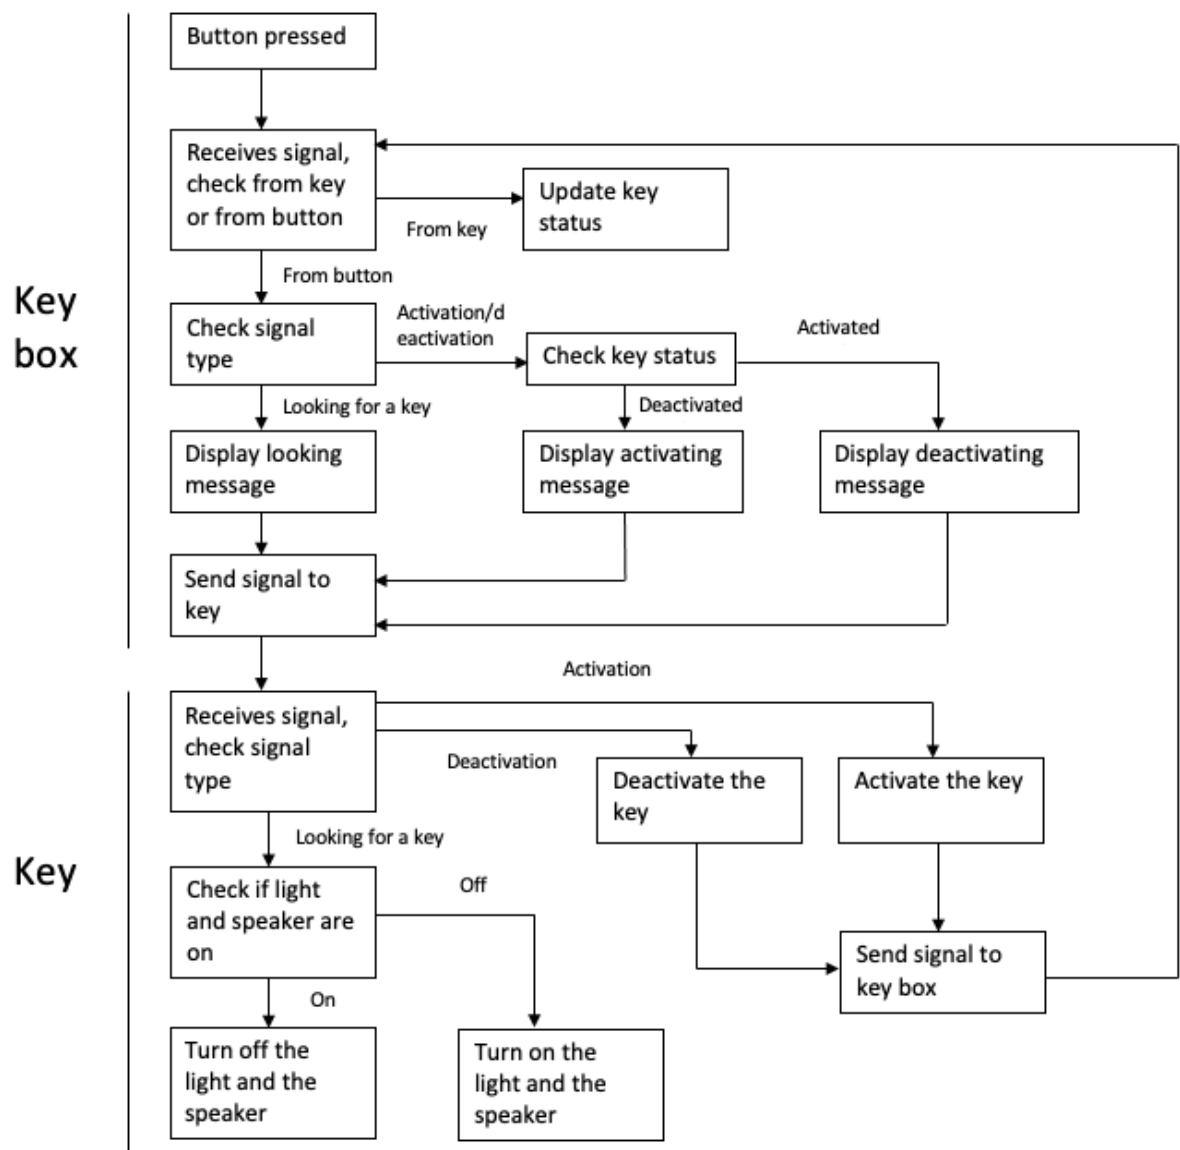 Button pressed
Receives signal,
check from key
or from button
Update key
status
From key
From button
Key
box
Check signal
type
Activation/d
eactivation
Check key status
Activated
Looking for a key
Deactivated
Display looking
message
Display activating
message
Display deactivating
message
Send signal to
key
Activation
Receives signal,
check signal
type
Deactivation
Deactivate the
key
Activate the key
Looking for a key
Key
Check if light
and speaker are
on
Off
Send signal to
key box
On
Turn off the
light and the
speaker
Turn on the
light and the
speaker